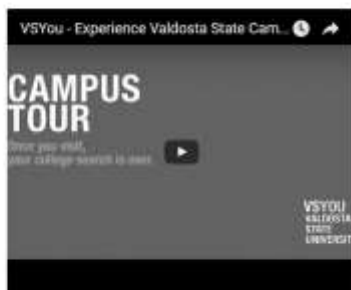 VSYou - Experience Valdosta State Cam...
CAMPUS
TOUR
Once you visit,
your college search is over.
VSYOU
VALDOSTA
STATE
UNIVERSIT